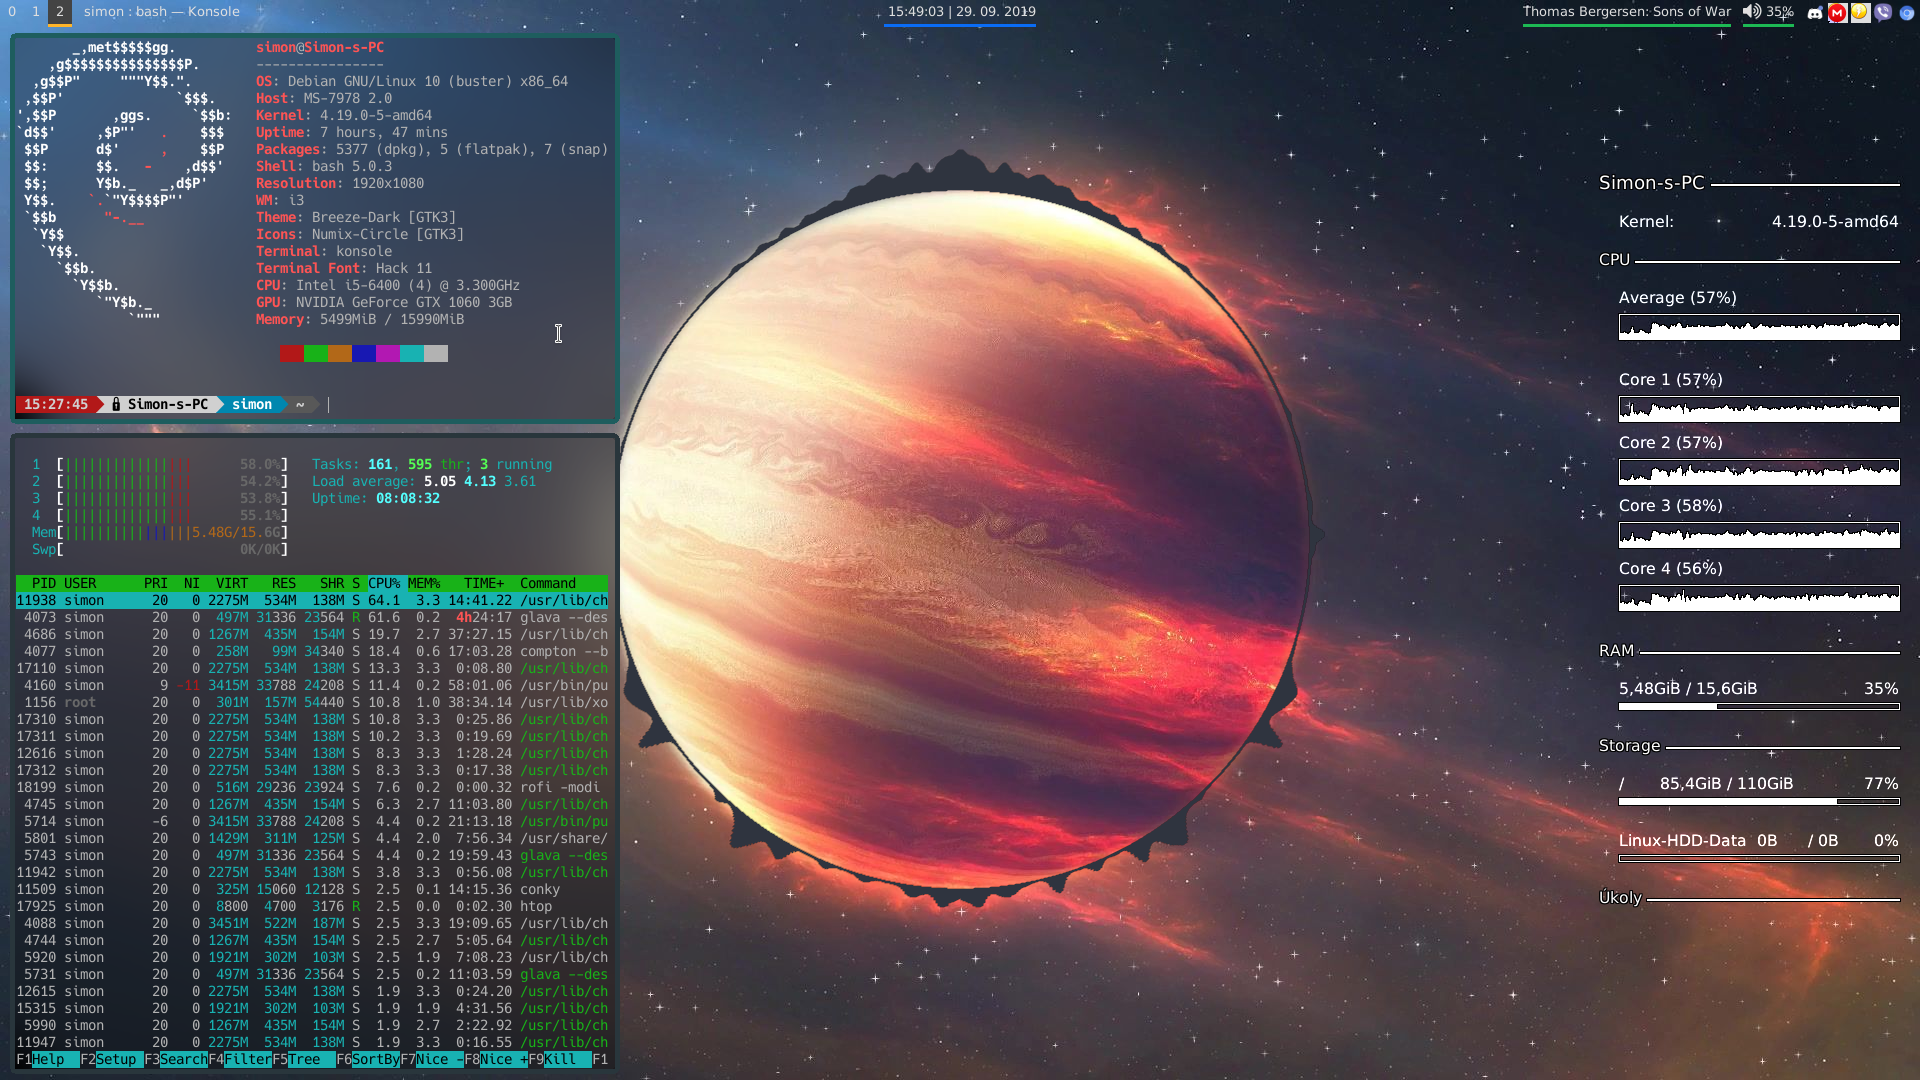 0 1 2 simon : bash — Konsole
15:49:03 | 29. 09. 2019
Thomas Bergersen: Sons of War 35%
_,met$$$$$gg.
,g$$$$$$$$$$$$$$$P.
,g$$P" """Y$$.".
,$$P' `$$$.
',$$P ,ggs. `$$b:
`d$$' ,$P"' . $$$
$$P d$' , $$P
$$: $$. - ,d$$'
$$; Y$b._ _,d$P'
Y$$. `.`"Y$$$$P"'
`$$b "-.__
`Y$$
`Y$$.
`$$b.
`Y$$b.
`"Y$b._
`"""
simon@Simon-s-PC
----------------
OS: Debian GNU/Linux 10 (buster) x86_64
Host: MS-7978 2.0
Kernel: 4.19.0-5-amd64
Uptime: 7 hours, 47 mins
Packages: 5377 (dpkg), 5 (flatpak), 7 (snap)
Shell: bash 5.0.3
Resolution: 1920x1080
WM: i3
Theme: Breeze-Dark [GTK3]
Icons: Numix-Circle [GTK3]
Terminal: konsole
Terminal Font: Hack 11
CPU: Intel i5-6400 (4) @ 3.300GHz
GPU: NVIDIA GeForce GTX 1060 3GB
Memory: 5499MiB / 15990MiB
15:27:45 Simon-s-PC simon ~
1 [|||||||||||||||| 58.0%] Tasks: 161, 595 thr; 3 running
2 [|||||||||||||||| 54.2%] Load average: 5.05 4.13 3.61
3 [|||||||||||||||| 53.8%] Uptime: 08:08:32
4 [|||||||||||||||| 55.1%]
Mem[||||||||||||||||5.48G/15.6G]
Swp[ 0K/0K]
PID USER PRI NI VIRT RES SHR S CPU% MEM% TIME+ Command
11938 simon 20 0 2275M 534M 138M S 64.1 3.3 14:41.22 /usr/lib/ch
4073 simon 20 0 497M 31336 23564 R 61.6 0.2 4h24:17 glava --des
4686 simon 20 0 1267M 435M 154M S 19.7 2.7 37:27.15 /usr/lib/ch
4077 simon 20 0 258M 99M 34340 S 18.4 0.6 17:03.28 compton --b
17110 simon 20 0 2275M 534M 138M S 13.3 3.3 0:08.80 /usr/lib/ch
4160 simon 9 -11 3415M 33788 24208 S 11.4 0.2 58:01.06 /usr/bin/pu
1156 root 20 0 301M 157M 54440 S 10.8 1.0 38:34.14 /usr/lib/xo
17310 simon 20 0 2275M 534M 138M S 10.8 3.3 0:25.86 /usr/lib/ch
17311 simon 20 0 2275M 534M 138M S 10.2 3.3 0:19.69 /usr/lib/ch
12616 simon 20 0 2275M 534M 138M S 8.3 3.3 1:28.24 /usr/lib/ch
17312 simon 20 0 2275M 534M 138M S 8.3 3.3 0:17.38 /usr/lib/ch
18199 simon 20 0 516M 29236 23924 S 7.6 0.2 0:00.32 rofi -modi
4745 simon 20 0 1267M 435M 154M S 6.3 2.7 11:03.80 /usr/lib/ch
5714 simon -6 0 3415M 33788 24208 S 4.4 0.2 21:13.18 /usr/bin/pu
5801 simon 20 0 1429M 311M 125M S 4.4 2.0 7:56.34 /usr/share/
5743 simon 20 0 497M 31336 23564 S 4.4 0.2 19:59.43 glava --des
11942 simon 20 0 2275M 534M 138M S 3.8 3.3 0:56.08 /usr/lib/ch
11509 simon 20 0 325M 15060 12128 S 2.5 0.1 14:15.36 conky
17925 simon 20 0 8800 4700 3176 R 2.5 0.0 0:02.30 htop
4088 simon 20 0 3451M 522M 187M S 2.5 3.3 19:09.65 /usr/lib/ch
4744 simon 20 0 1267M 435M 154M S 2.5 2.7 5:05.64 /usr/lib/ch
5920 simon 20 0 1921M 302M 103M S 2.5 1.9 7:08.23 /usr/lib/ch
5731 simon 20 0 497M 31336 23564 S 2.5 0.2 11:03.59 glava --des
12615 simon 20 0 2275M 534M 138M S 1.9 3.3 0:24.20 /usr/lib/ch
15315 simon 20 0 1921M 302M 103M S 1.9 1.9 4:31.56 /usr/lib/ch
5990 simon 20 0 1267M 435M 154M S 1.9 2.7 2:22.92 /usr/lib/ch
11947 simon 20 0 2275M 534M 138M S 1.9 3.3 0:16.55 /usr/lib/ch
F1Help F2Setup F3SearchF4FilterF5Tree F6SortByF7Nice -F8Nice +F9Kill F1
Simon-s-PC
Kernel: 4.19.0-5-amd64
CPU
Average (57%)
Core 1 (57%)
Core 2 (57%)
Core 3 (58%)
Core 4 (56%)
RAM
5,48GiB / 15,6GiB 35%
Storage
/ 85,4GiB / 110GiB 77%
Linux-HDD-Data 0B / 0B 0%
Úkoly